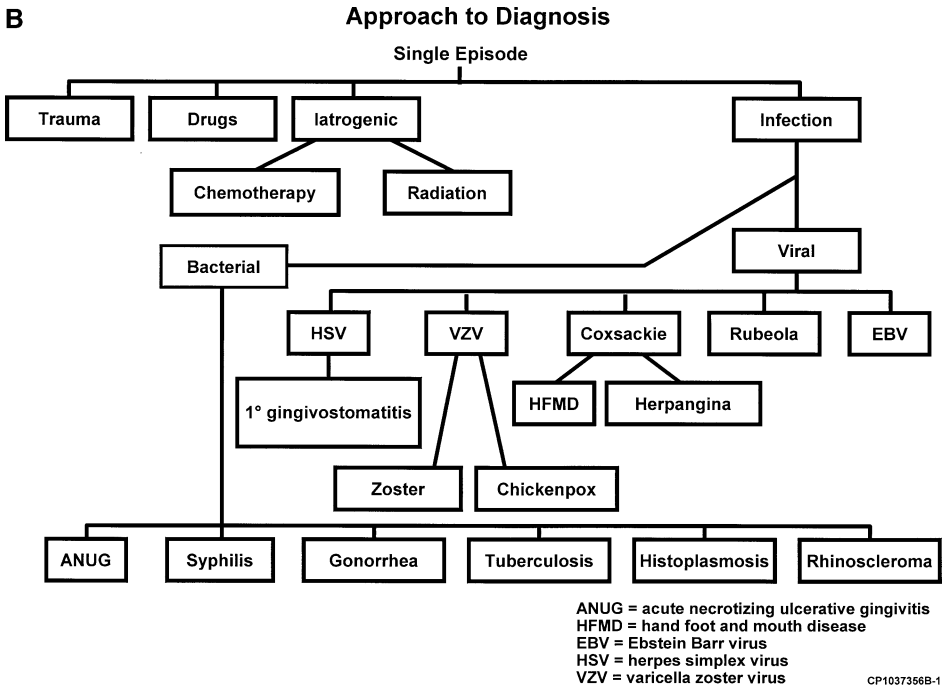 B
Approach to Diagnosis
Single Episode
Trauma
Drugs
Iatrogenic
Infection
Chemotherapy
Radiation
Bacterial
Viral
HSV
VZV
Coxsackie
Rubeola
EBV
1° gingivostomatitis
HFMD
Herpangina
Zoster
Chickenpox
ANUG
Syphilis
Gonorrhea
Tuberculosis
Histoplasmosis
Rhinoscleroma
ANUG = acute necrotizing ulcerative gingivitis
HFMD = hand foot and mouth disease
EBV = Ebstein Barr virus
HSV = herpes simplex virus
VZV = varicella zoster virus
CP1037356B-1